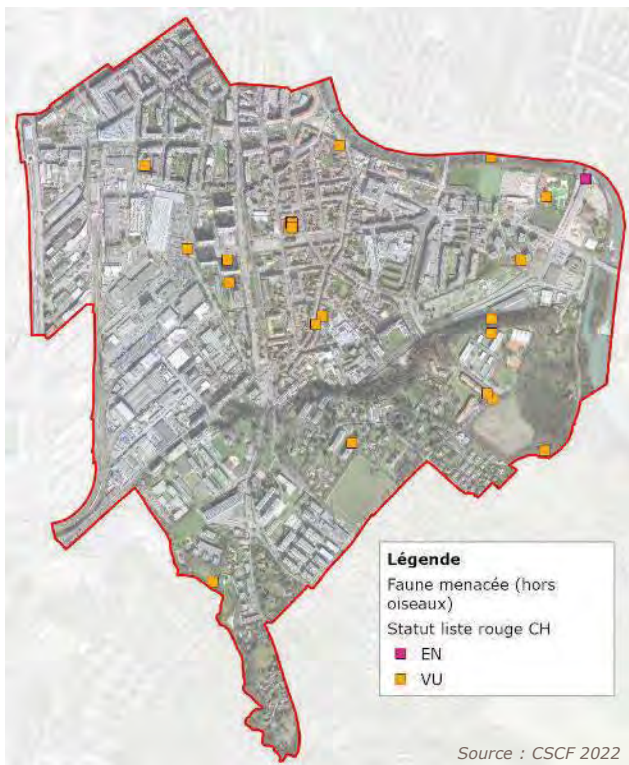 Légende
Faune menacée (hors
oiseaux)
Statut liste rouge CH
EN
VU
Source : CSCF 2022